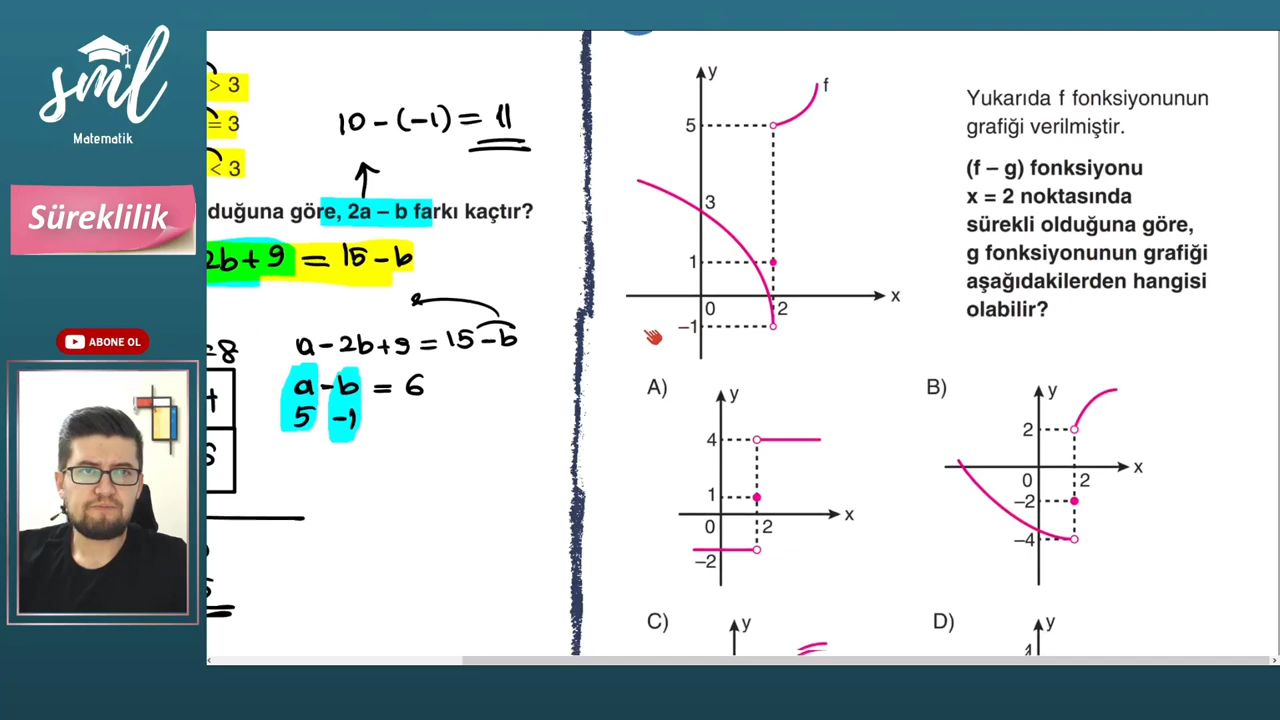 sml
Matematik
Süreklilik
ABONE OL
> 3
= 3
< 3
10 - (-1) = 11
duğuna göre, 2a – b farkı kaçtır?
2b + 9 = 15 - b
a - 2b + 9 = 15 - b
a - b = 6
5 -1
=8
y
f
5
3
1
0
2
x
–1
Yukarıda f fonksiyonunun
grafiği verilmiştir.
(f – g) fonksiyonu
x = 2 noktasında
sürekli olduğuna göre,
g fonksiyonunun grafiği
aşağıdakilerden hangisi
olabilir?
A)
y
4
1
0
2
x
–2
B)
y
2
0
2
x
–2
–4
C)
y
D)
y